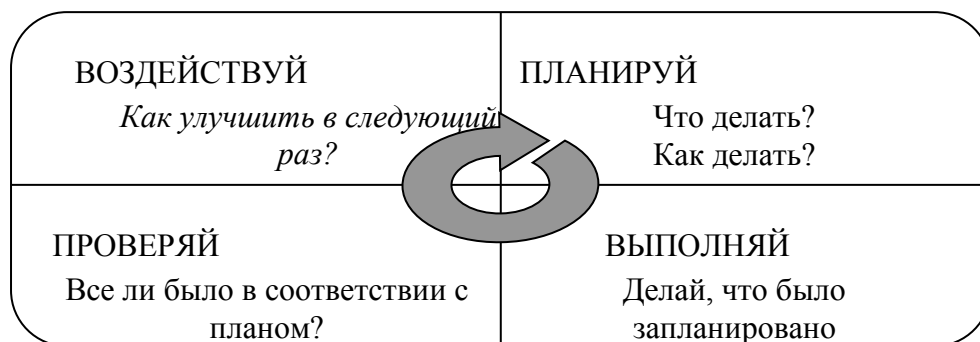 ВОЗДЕЙСТВУЙ
Как улучшить в следующий
раз?
ПЛАНИРУЙ
Что делать?
Как делать?
ПРОВЕРЯЙ
Все ли было в соответствии с
планом?
ВЫПОЛНЯЙ
Делай, что было
запланировано